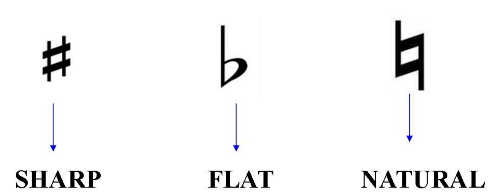 ♯ ♭ ♮
SHARP FLAT NATURAL